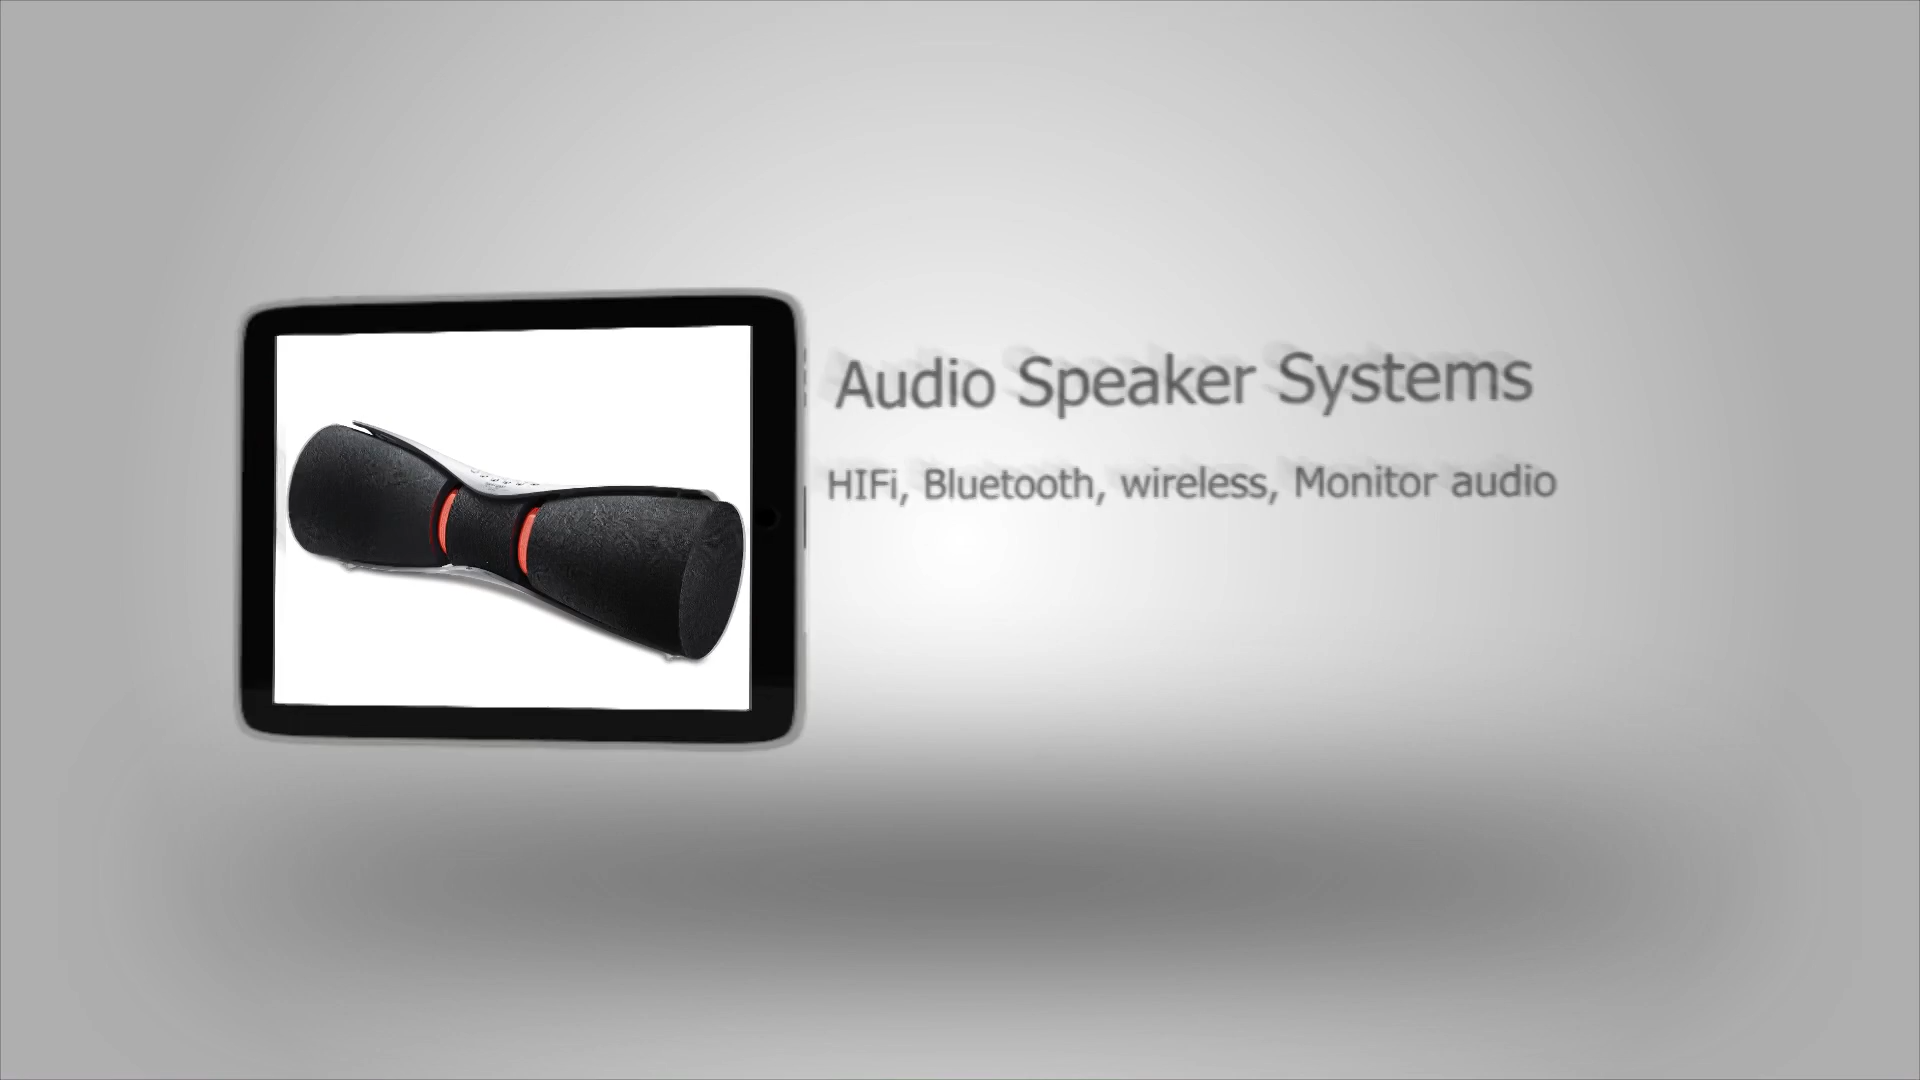 Audio Speaker Systems
HIFi, Bluetooth, wireless, Monitor audio